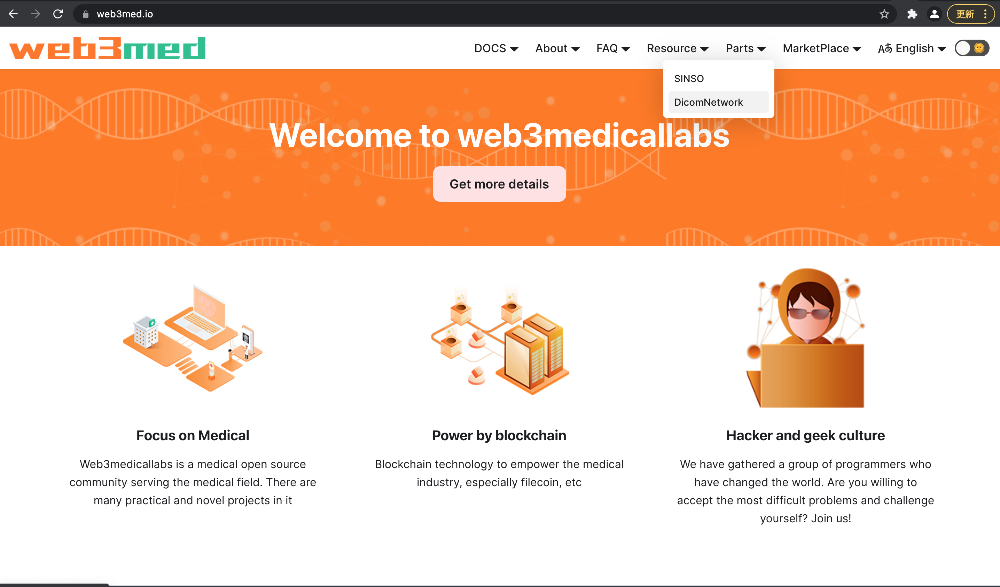 web3med.io
更新
web3med
DOCS
About
FAQ
Resource
Parts
MarketPlace
Aあ English
SINSO
DicomNetwork
Welcome to web3medicallabs
Get more details
Focus on Medical
Web3medicallabs is a medical open source
community serving the medical field. There are
many practical and novel projects in it
Power by blockchain
Blockchain technology to empower the medical
industry, especially filecoin, etc
Hacker and geek culture
We have gathered a group of programmers who
have changed the world. Are you willing to
accept the most difficult problems and challenge
yourself? Join us!